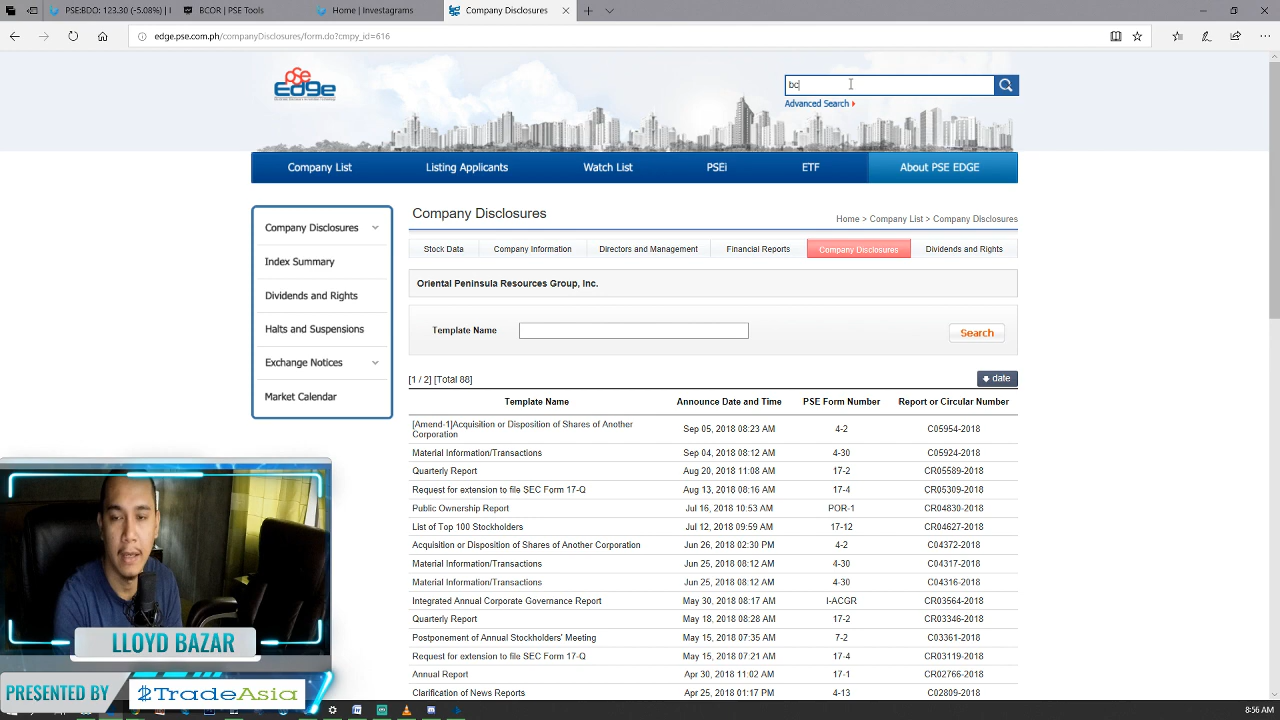 PSE:BDO: 123.30 (-5.08%) | I
BCOR | PSE Tools
Home | Investagrams
Company Disclosures
edge.pse.com.ph/companyDisclosures/form.do?cmpy_id=616
pse
Edge
bc
Advanced Search
Company List
Listing Applicants
Watch List
PSEi
ETF
About PSE EDGE
Company Disclosures
Index Summary
Dividends and Rights
Halts and Suspensions
Exchange Notices
Market Calendar
Company Disclosures
Home > Company List > Company Disclosures
Stock Data
Company Information
Directors and Management
Financial Reports
Company Disclosures
Dividends and Rights
Oriental Peninsula Resources Group, Inc.
Template Name
Search
[1 / 2] [Total 88]
date
Template Name Announce Date and Time PSE Form Number Report or Circular Number
[Amend-1]Acquisition or Disposition of Shares of Another
Corporation Sep 05, 2018 08:23 AM 4-2 C05954-2018
Material Information/Transactions Sep 04, 2018 08:12 AM 4-30 C05924-2018
Quarterly Report Aug 20, 2018 11:08 AM 17-2 CR05589-2018
Request for extension to file SEC Form 17-Q Aug 13, 2018 08:16 AM 17-4 CR05309-2018
Public Ownership Report Jul 16, 2018 10:53 AM POR-1 CR04830-2018
List of Top 100 Stockholders Jul 12, 2018 09:59 AM 17-12 CR04627-2018
Acquisition or Disposition of Shares of Another Corporation Jun 26, 2018 02:30 PM 4-2 C04372-2018
Material Information/Transactions Jun 25, 2018 08:12 AM 4-30 C04317-2018
Material Information/Transactions Jun 25, 2018 08:12 AM 4-30 C04316-2018
Integrated Annual Corporate Governance Report May 30, 2018 08:17 AM I-ACGR CR03564-2018
Quarterly Report May 18, 2018 08:28 AM 17-2 CR03346-2018
Postponement of Annual Stockholders' Meeting May 15, 2018 07:35 AM 7-2 C03361-2018
Request for extension to file SEC Form 17-Q May 15, 2018 07:21 AM 17-4 CR03119-2018
Annual Report Apr 30, 2018 11:02 AM 17-1 CR02766-2018
Clarification of News Reports Apr 25, 2018 01:17 PM 4-13 C02895-2018
LLOYD BAZAR
PRESENTED BY
$TradeAsia
8:56 AM